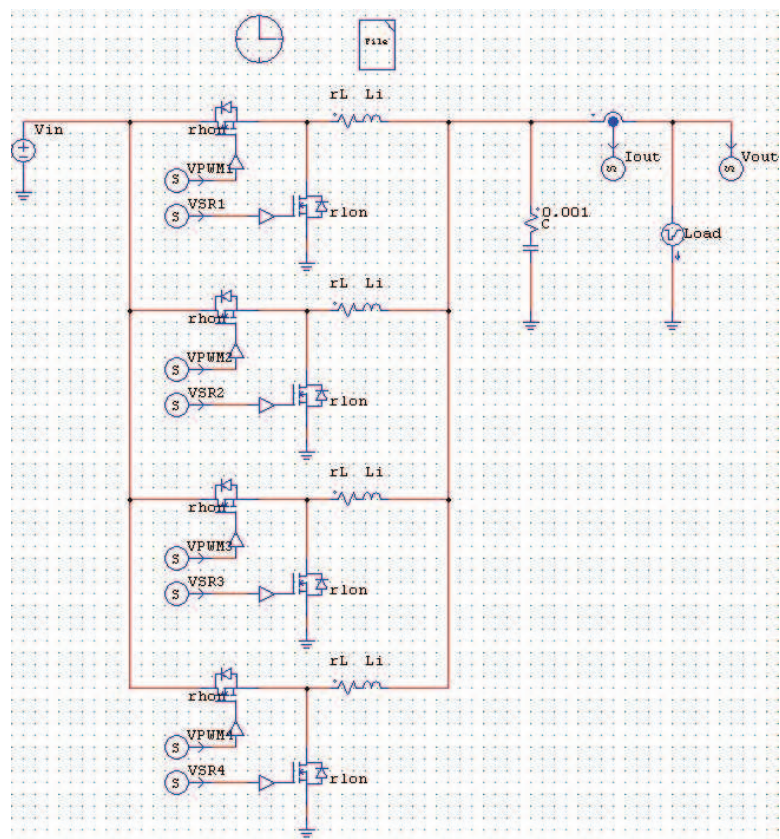 File
Vin
rhon
rL Li
VPWM1
VSR1
rlon
0.001
C
Iout
Vout
Load
rL Li
rhon
VPWM2
VSR2
rlon
rL Li
rhon
VPWM3
VSR3
rlon
rL Li
rhon
VPWM4
VSR4
rlon
S
S
S
S
S
S
S
S
S
S